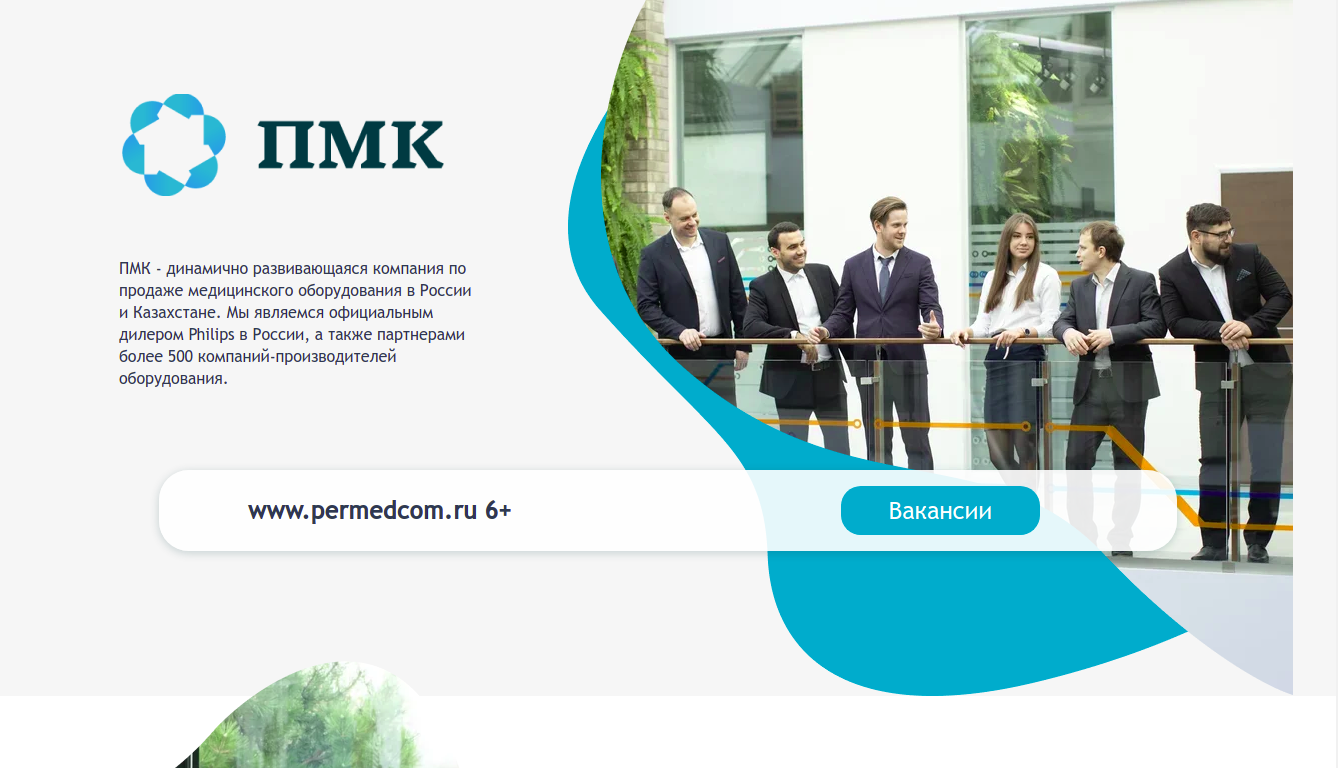 ПМК
ПМК - динамично развивающаяся компания по
продаже медицинского оборудования в России
и Казахстане. Мы являемся официальным
дилером Philips в России, а также партнерами
более 500 компаний-производителей
оборудования.
www.permedcom.ru 6+
Вакансии